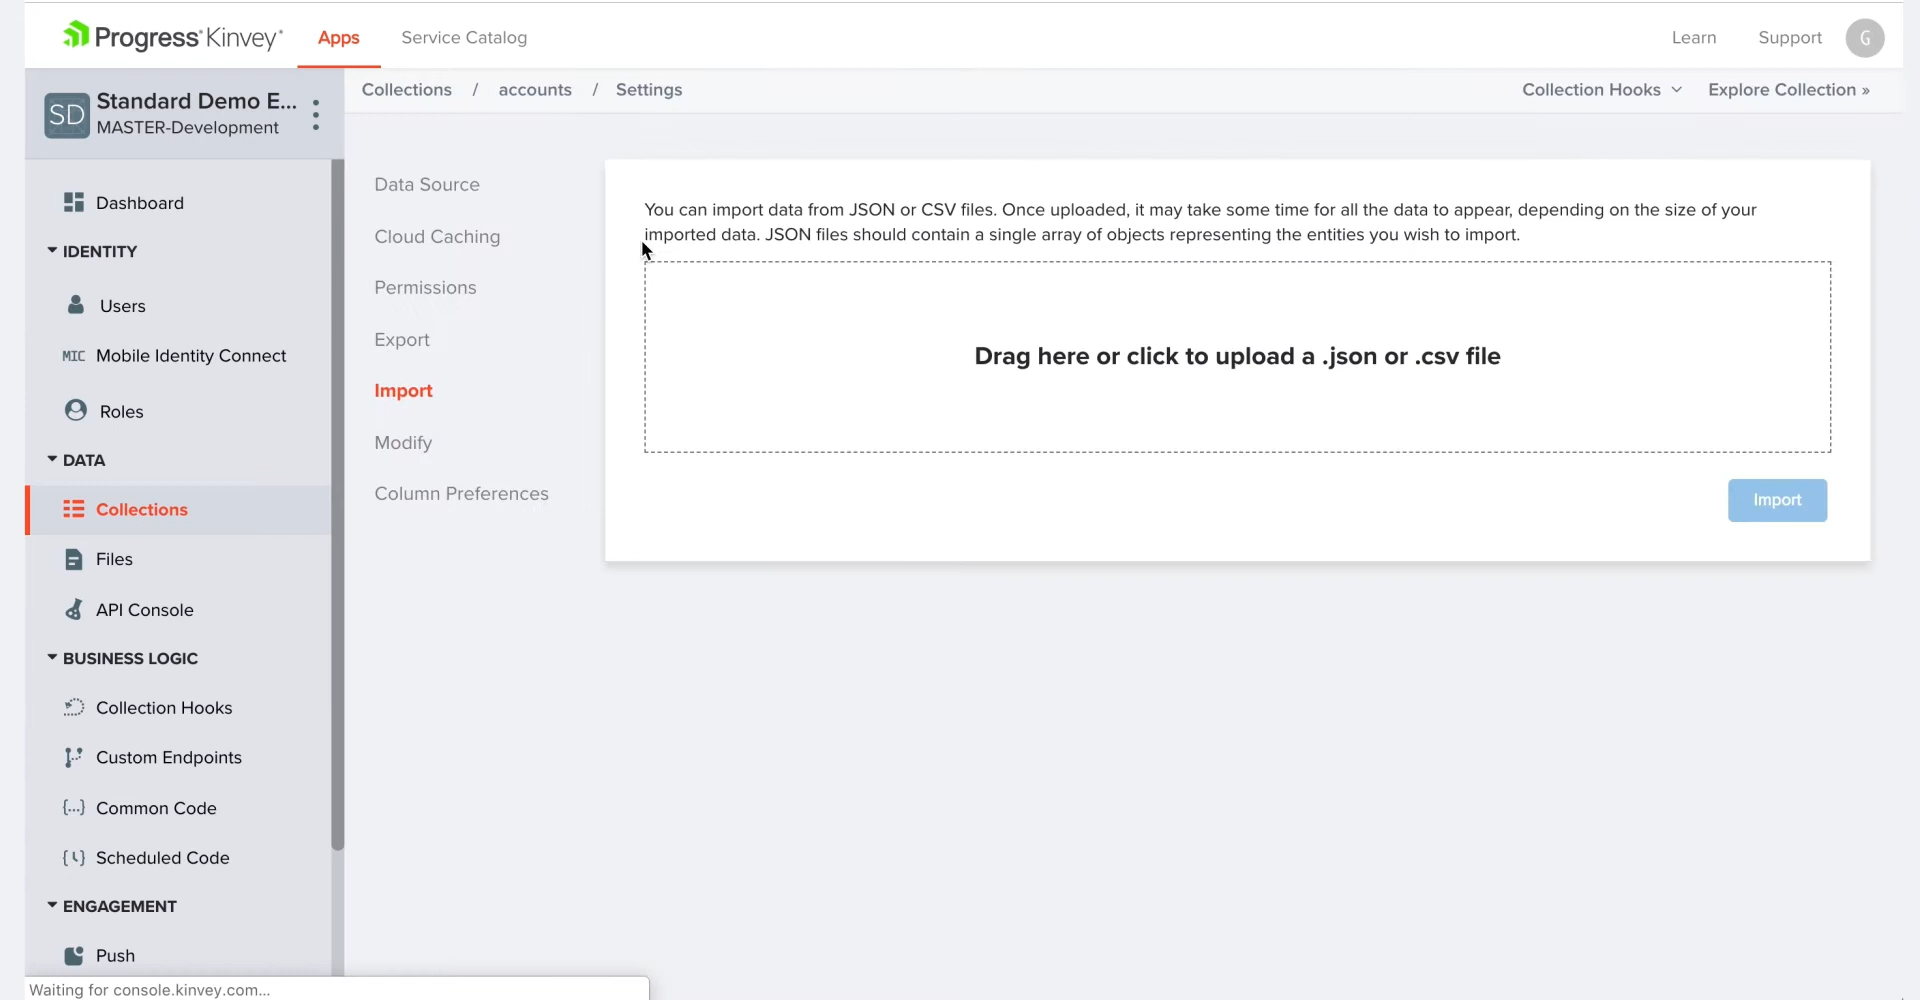 Progress Kinvey
Apps
Service Catalog
Learn
Support
G
SD
Standard Demo E...
MASTER-Development
Collections / accounts / Settings
Collection Hooks
Explore Collection »
Dashboard
IDENTITY
Users
MIC Mobile Identity Connect
Roles
DATA
Collections
Files
API Console
BUSINESS LOGIC
Collection Hooks
Custom Endpoints
{...} Common Code
Scheduled Code
ENGAGEMENT
Push
Data Source
Cloud Caching
Permissions
Export
Import
Modify
Column Preferences
You can import data from JSON or CSV files. Once uploaded, it may take some time for all the data to appear, depending on the size of your
imported data. JSON files should contain a single array of objects representing the entities you wish to import.
Drag here or click to upload a .json or .csv file
Import
Waiting for console.kinvey.com...